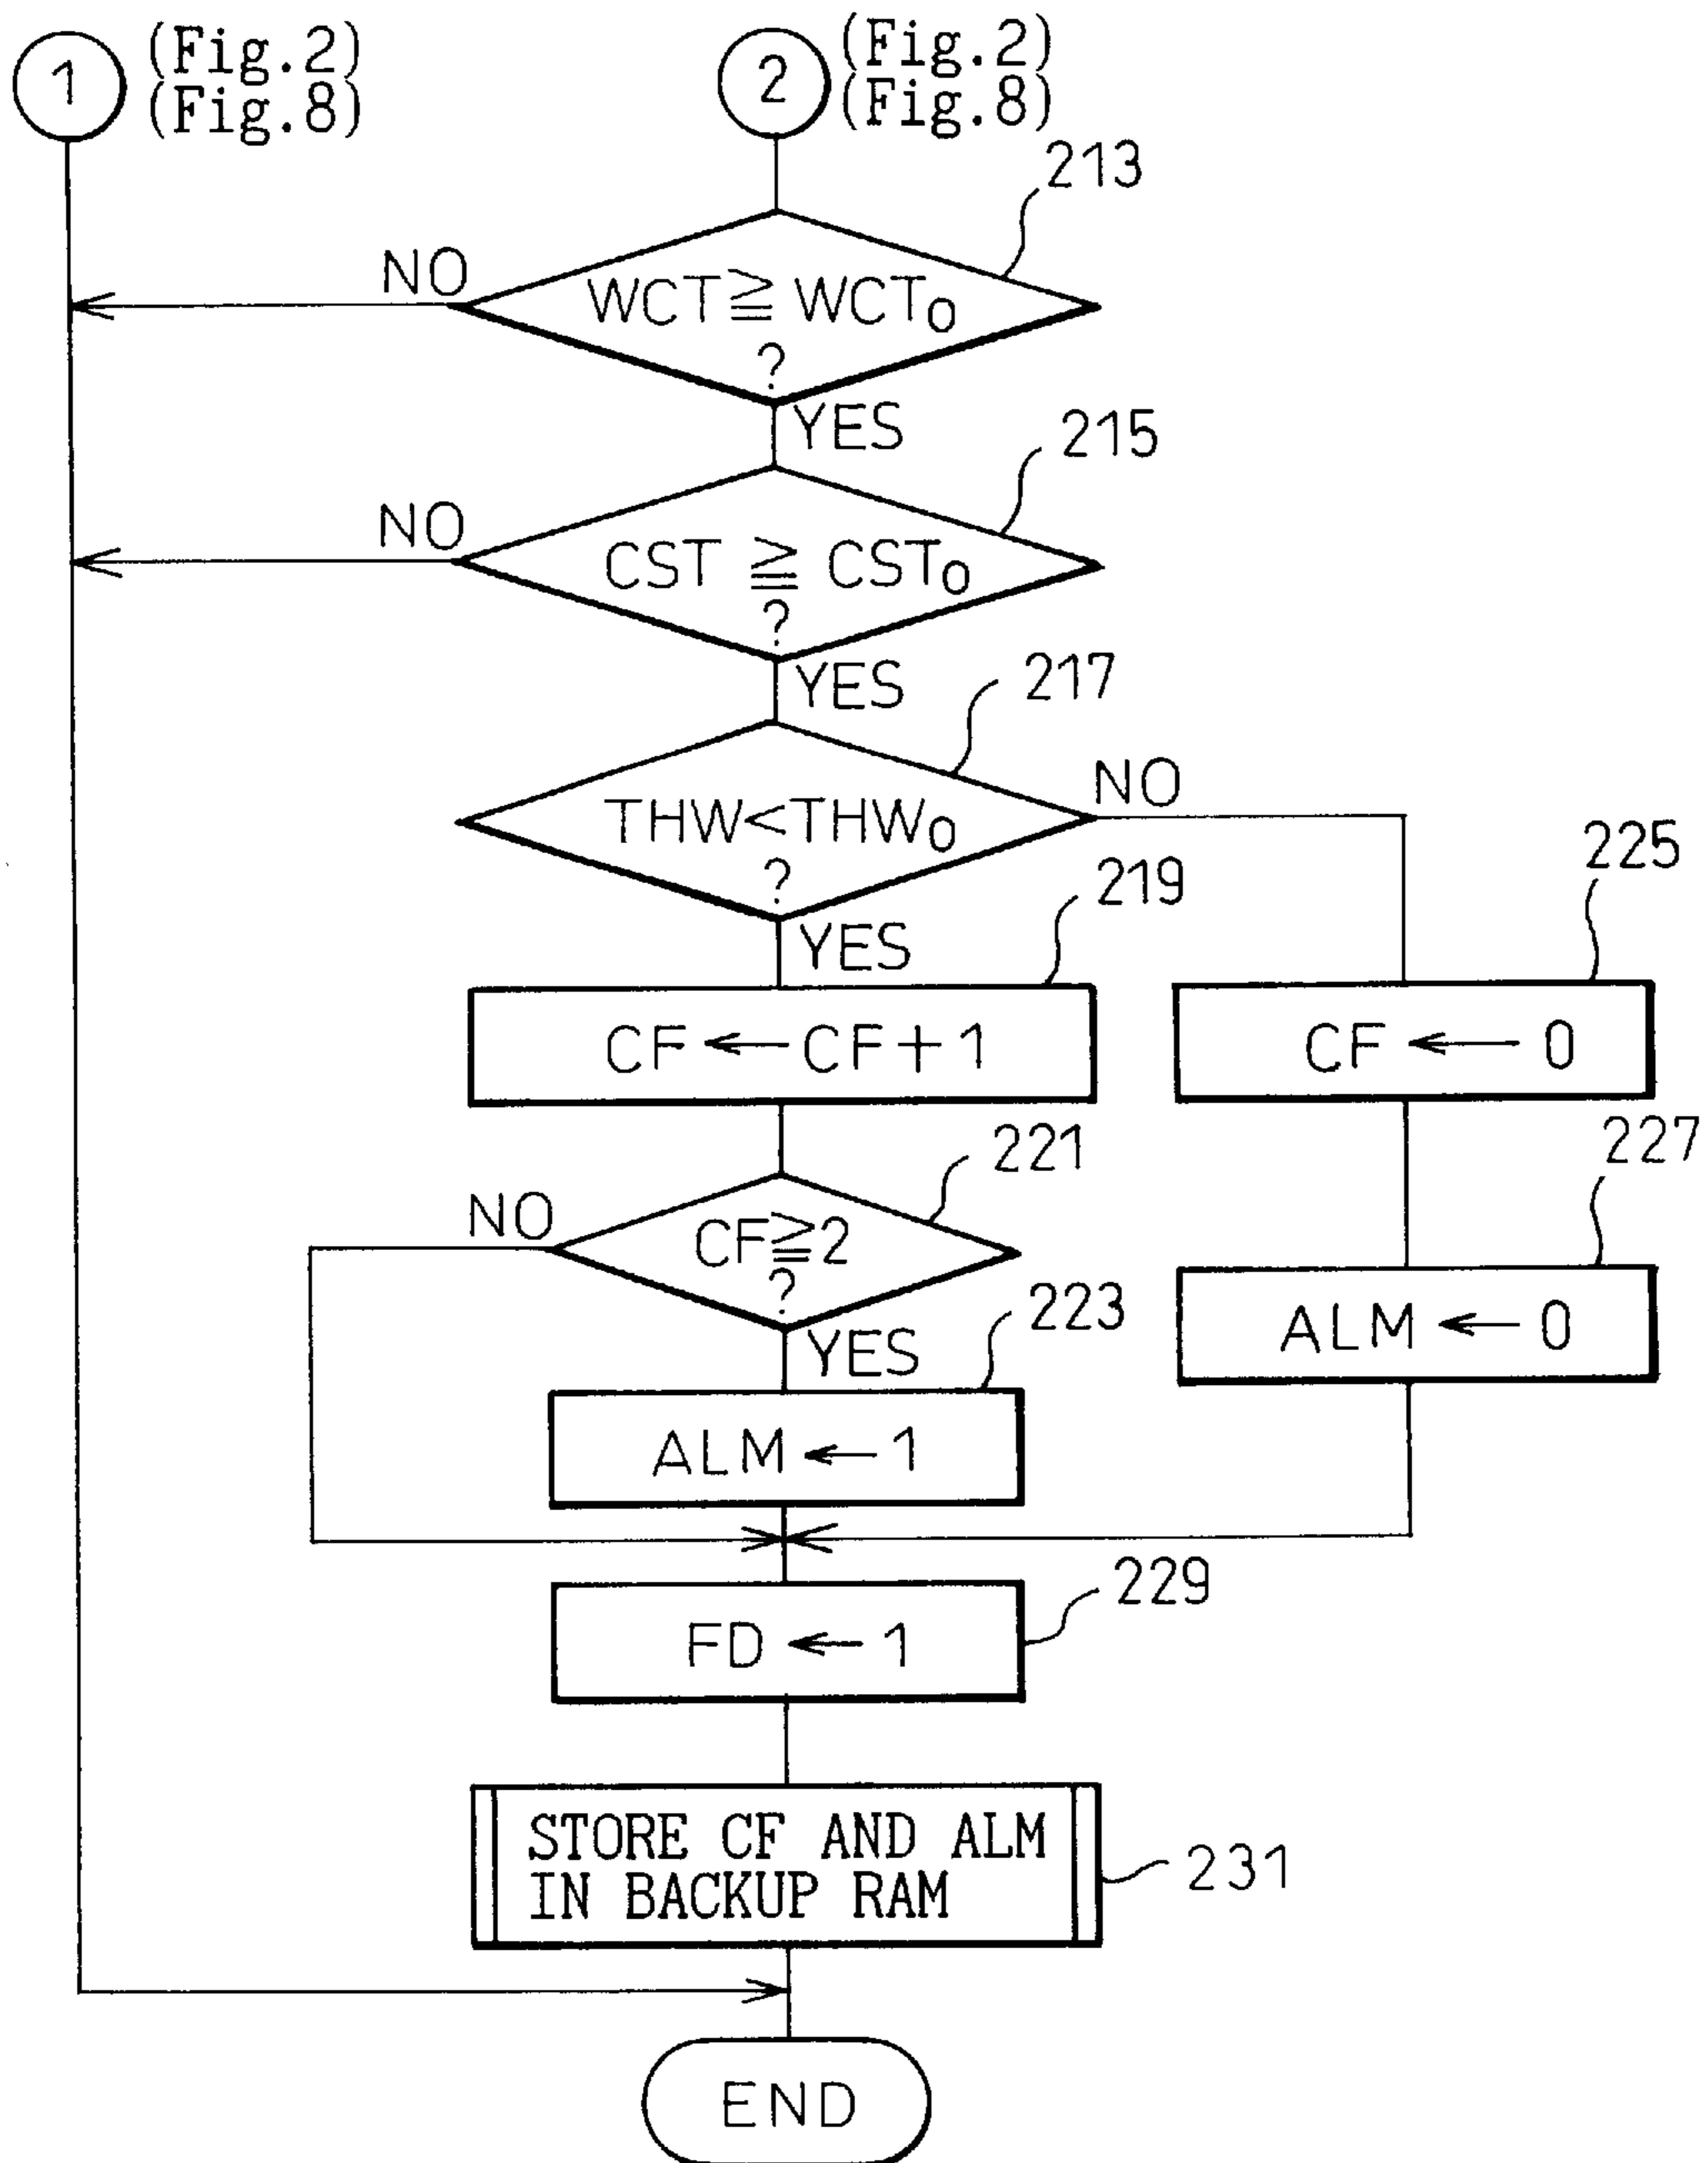 1
(Fig.2)
(Fig.8)
2
(Fig.2)
(Fig.8)
213
NO
WCT≧WCT0
?
YES
215
NO
CST ≧ CST0
?
YES
217
THW<THW0
?
NO
YES
219
225
CF ← CF+1
CF ← 0
221
227
NO
CF≧2
?
YES
223
ALM ← 0
ALM ← 1
229
FD ← 1
STORE CF AND ALM
IN BACKUP RAM
231
END